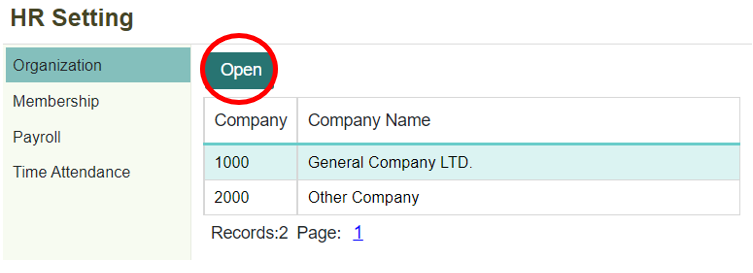 HR Setting
Organization
Membership
Payroll
Time Attendance
Open
Company Company Name
1000 General Company LTD.
2000 Other Company
Records:2 Page: 1